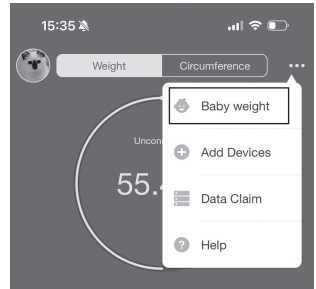 15:35
Weight Circumference
Baby weight
Add Devices
55.
Data Claim
Help